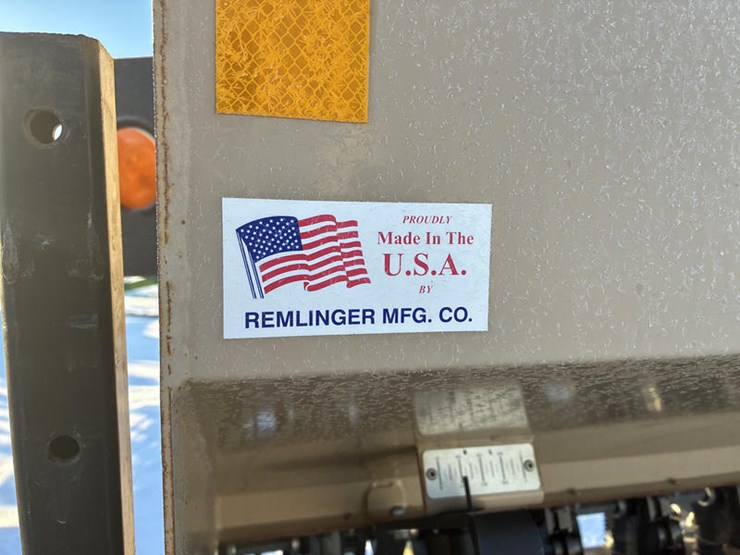 PROUDLY
Made In The
U.S.A.
BY
REMLINGER MFG. CO.